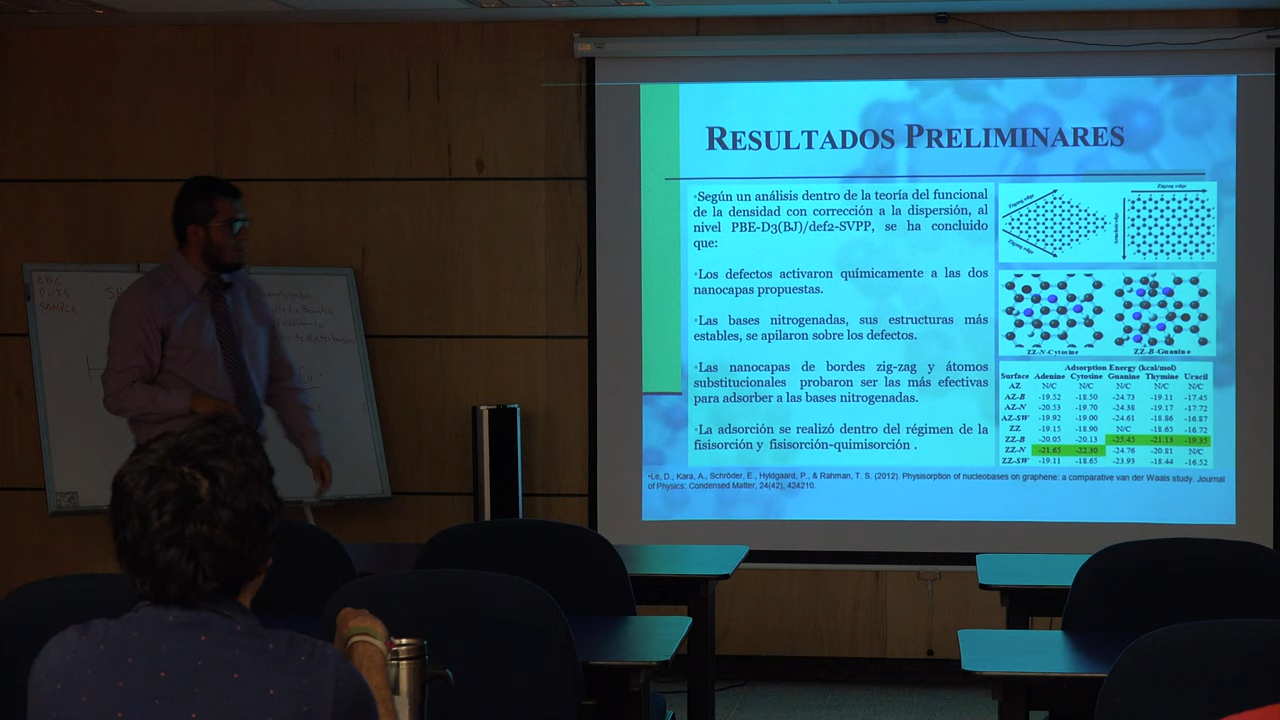 RESULTADOS PRELIMINARES
•Según un análisis dentro de la teoría del funcional
de la densidad con corrección a la dispersión, al
nivel PBE-D3(BJ)/def2-SVPP, se ha concluido
que:
•Los defectos activaron químicamente a las dos
nanocapas propuestas.
•Las bases nitrogenadas, sus estructuras más
estables, se apilaron sobre los defectos.
•Las nanocapas de bordes zig-zag y átomos
substitucionales probaron ser las más efectivas
para adsorber a las bases nitrogenadas.
•La adsorción se realizó dentro del régimen de la
fisisorción y fisisorción-quimisorción .
Zigzag edge
Zigzag edge
Zigzag edge
Armchair edge
ZZ-N-Cytosine
ZZ-B-Guanine
Adsorption Energy (kcal/mol)
Surface Adenine Cytosine Guanine Thymine Uracil
AZ N/C N/C N/C N/C N/C
AZ-B -19.52 -18.50 -24.73 -19.11 -17.45
AZ-N -20.53 -19.70 -24.38 -19.17 -17.72
AZ-SW -19.92 -19.00 -24.61 -18.86 -16.87
ZZ -19.15 -18.90 N/C -18.65 -16.72
ZZ-B -20.05 -20.13 -25.45 -21.13 -19.35
ZZ-N -21.65 -22.30 -24.76 -20.81 N/C
ZZ-SW -19.11 -18.65 -23.93 -18.44 -16.52
•Le, D., Kara, A., Schröder, E., Hyldgaard, P., & Rahman, T. S. (2012). Physisorption of nucleobases on graphene: a comparative van der Waals study. Journal
of Physics: Condensed Matter, 24(42), 424210.